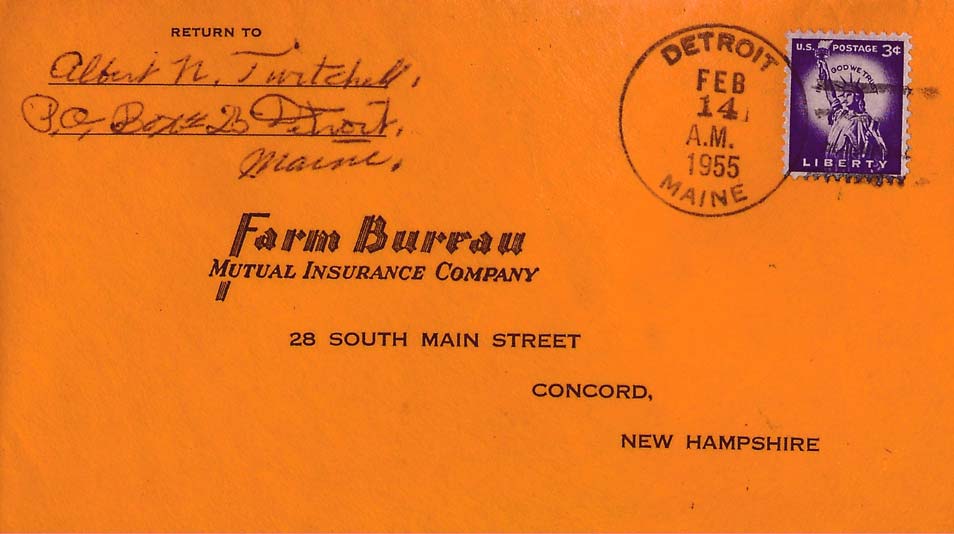 RETURN TO
Albert N. Twitchell,
P.O. Box 25 Detroit,
Maine,
DETROIT
FEB
14
A.M.
1955
MAINE
U.S. POSTAGE 3¢
IN GOD WE TRUST
LIBERTY
Farm Bureau
MUTUAL INSURANCE COMPANY
28 SOUTH MAIN STREET
CONCORD,
NEW HAMPSHIRE